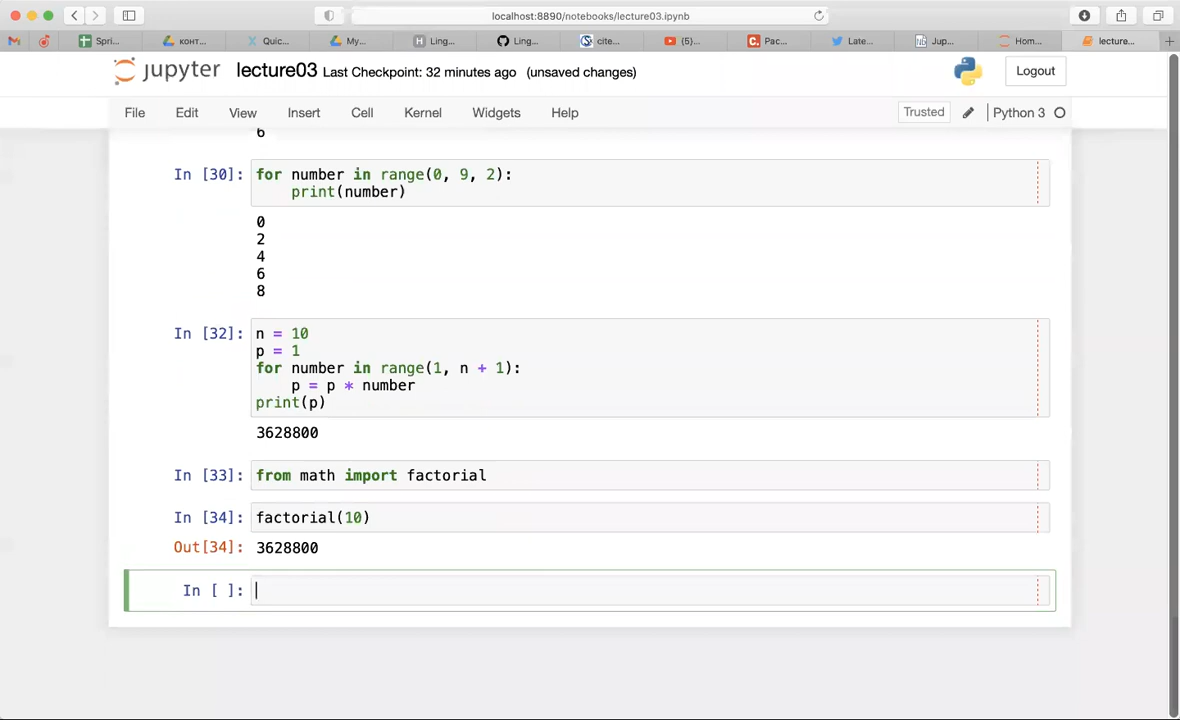 localhost:8890/notebooks/lecture03.ipynb
Spri... конт... Quic... My... Ling... Ling... cite... (5)... Pac... Late... Jup... Hom... lecture...
jupyter lecture03 Last Checkpoint: 32 minutes ago (unsaved changes) Logout
File Edit View Insert Cell Kernel Widgets Help Trusted Python 3
6
In [30]: for number in range(0, 9, 2):
print(number)
0
2
4
6
8
In [32]: n = 10
p = 1
for number in range(1, n + 1):
p = p * number
print(p)
3628800
In [33]: from math import factorial
In [34]: factorial(10)
Out[34]: 3628800
In [ ]: